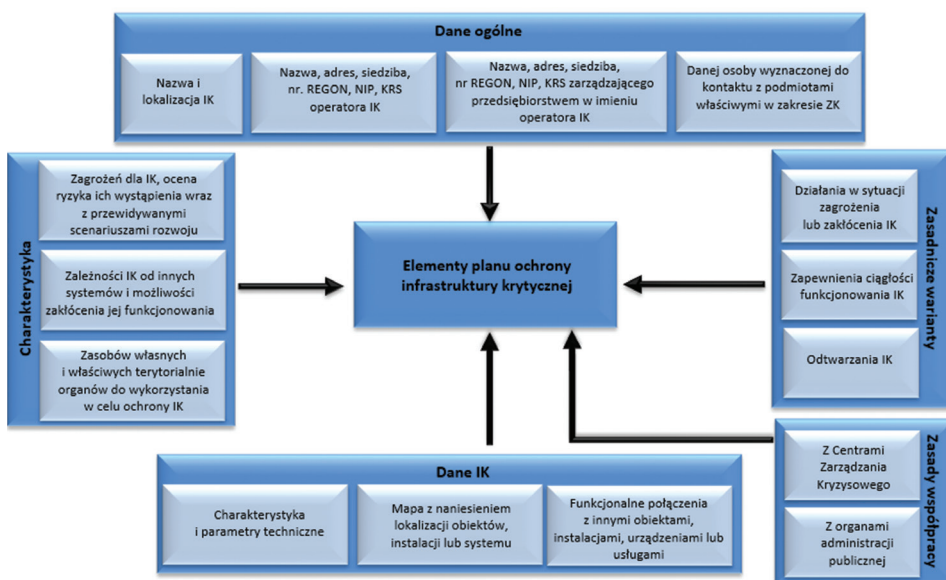 Dane ogólne
Nazwa i
lokalizacja IK
Nazwa, adres, siedziba,
nr. REGON, NIP, KRS
operatora IK
Nazwa, adres, siedziba,
nr REGON, NIP, KRS zarządzającego
przedsiębiorstwem w imieniu
operatora IK
Danej osoby wyznaczonej do
kontaktu z podmiotami
właściwymi w zakresie ZK
Charakterystyka
Zagrożeń dla IK, ocena
ryzyka ich wystąpienia wraz
z przewidywanymi
scenariuszami rozwoju
Zależności IK od innych
systemów i możliwości
zakłócenia jej funkcjonowania
Zasobów własnych
i właściwych terytorialnie
organów do wykorzystania
w celu ochrony IK
Elementy planu ochrony
infrastruktury krytycznej
Zasadnicze warianty
Działania w sytuacji
zagrożenia
lub zakłócenia IK
Zapewnienia ciągłości
funkcjonowania IK
Odtwarzania IK
Dane IK
Charakterystyka
i parametry techniczne
Mapa z naniesieniem
lokalizacji obiektów,
instalacji lub systemu
Funkcjonalne połączenia
z innymi obiektami,
instalacjami, urządzeniami lub
usługami
Zasady współpracy
Z Centrami
Zarządzania
Kryzysowego
Z organami
administracji
publicznej